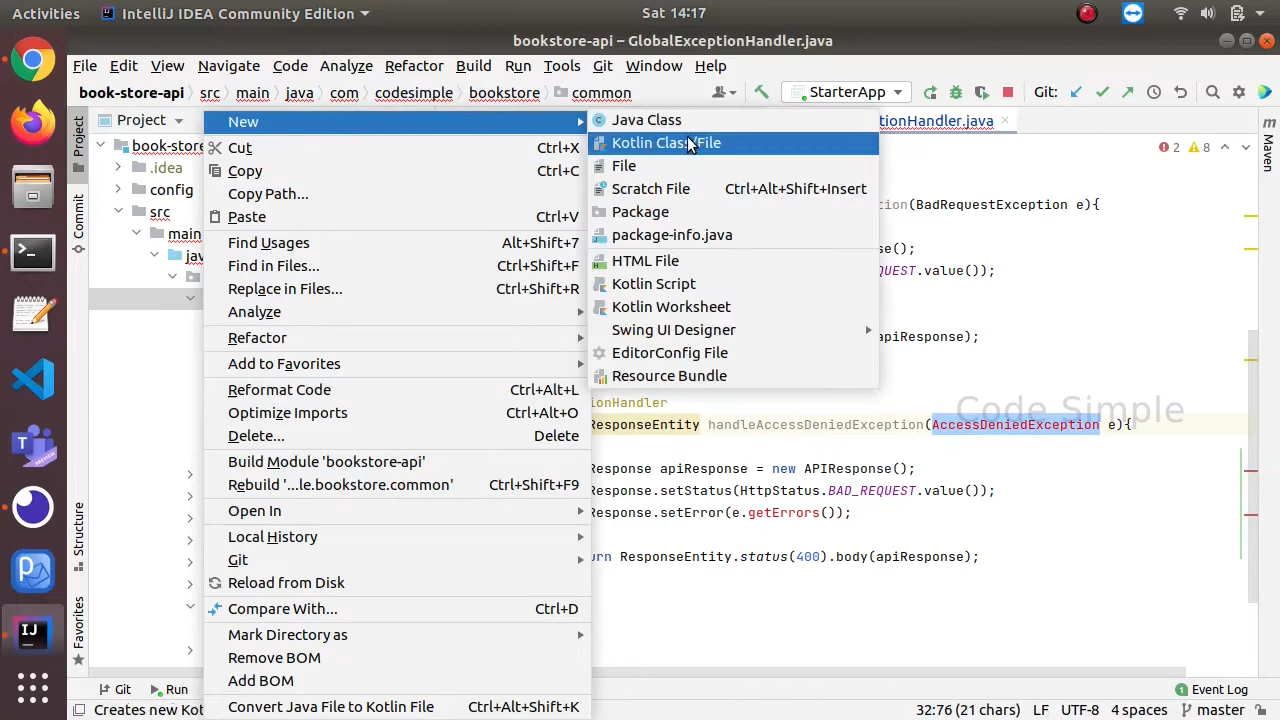 Activities IntelliJ IDEA Community Edition Sat 14:17
bookstore-api – GlobalExceptionHandler.java
File Edit View Navigate Code Analyze Refactor Build Run Tools Git Window Help
book-store-api src main java com codesimple bookstore common StarterApp Git:
Project
tionHandler.java
Project
Commit
Structure
Favorites
Maven
book-store
.idea
config
src
main
jav
New
Cut Ctrl+X
Copy Ctrl+C
Copy Path...
Paste Ctrl+V
Find Usages Alt+Shift+7
Find in Files... Ctrl+Shift+F
Replace in Files... Ctrl+Shift+R
Analyze
Refactor
Add to Favorites
Reformat Code Ctrl+Alt+L
Optimize Imports Ctrl+Alt+O
Delete... Delete
Build Module 'bookstore-api'
Rebuild '...le.bookstore.common' Ctrl+Shift+F9
Open In
Local History
Git
Reload from Disk
Compare With... Ctrl+D
Mark Directory as
Remove BOM
Add BOM
Convert Java File to Kotlin File Ctrl+Alt+Shift+K
Java Class
Kotlin Class/File
File
Scratch File Ctrl+Alt+Shift+Insert
Package
package-info.java
HTML File
Kotlin Script
Kotlin Worksheet
Swing UI Designer
EditorConfig File
Resource Bundle
2 8
tion(BadRequestException e){
se();
QUEST.value());
apiResponse);
ionHandler
Code Simple
ResponseEntity handleAccessDeniedException(AccessDeniedException e){
Response apiResponse = new APIResponse();
Response.setStatus(HttpStatus.BAD_REQUEST.value());
Response.setError(e.getErrors());
urn ResponseEntity.status(400).body(apiResponse);
Git Run 1 Event Log
Creates new Kot 32:76 (21 chars) LF UTF-8 4 spaces master